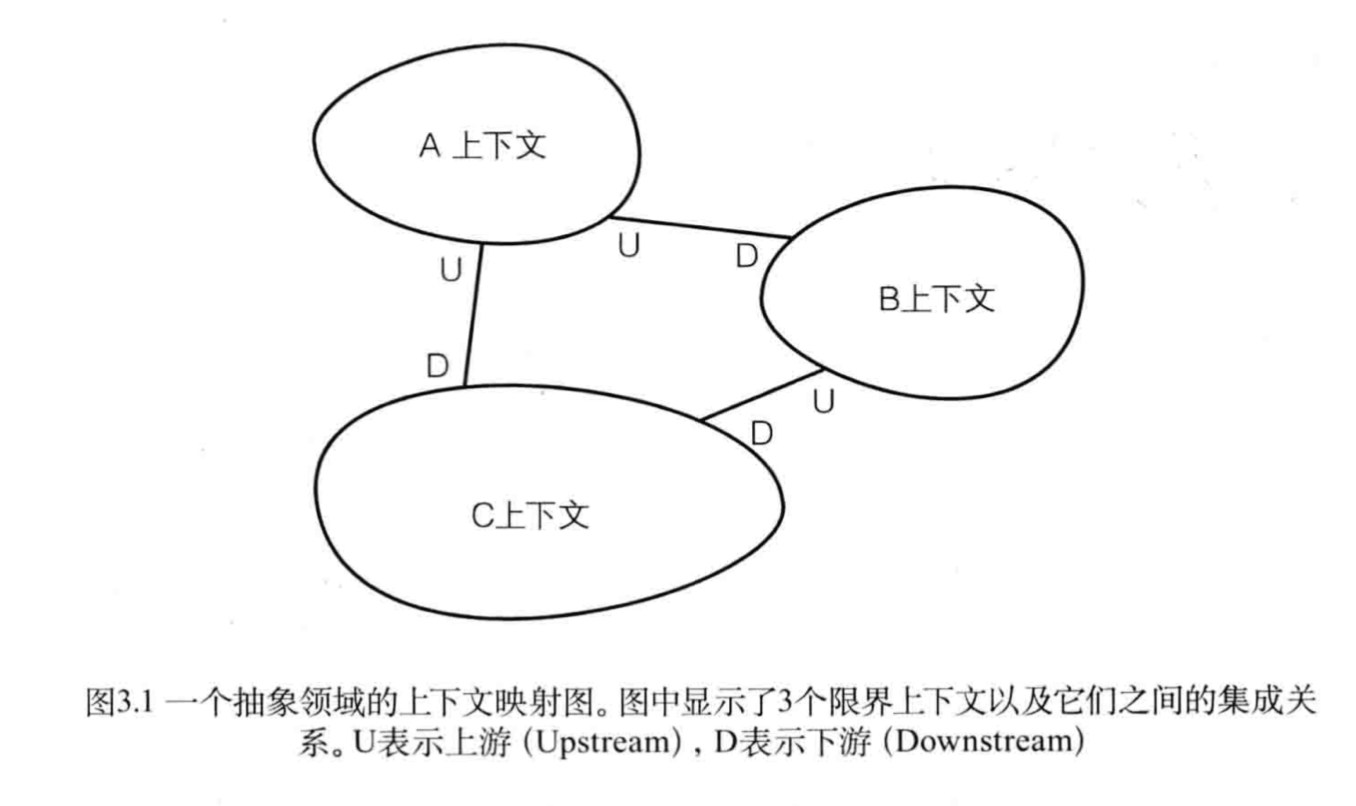 A 上下文
U
D
U
B上下文
D
U
D
C上下文
图3.1 一个抽象领域的上下文映射图。图中显示了3个限界上下文以及它们之间的集成关
系。U表示上游（Upstream），D表示下游（Downstream）